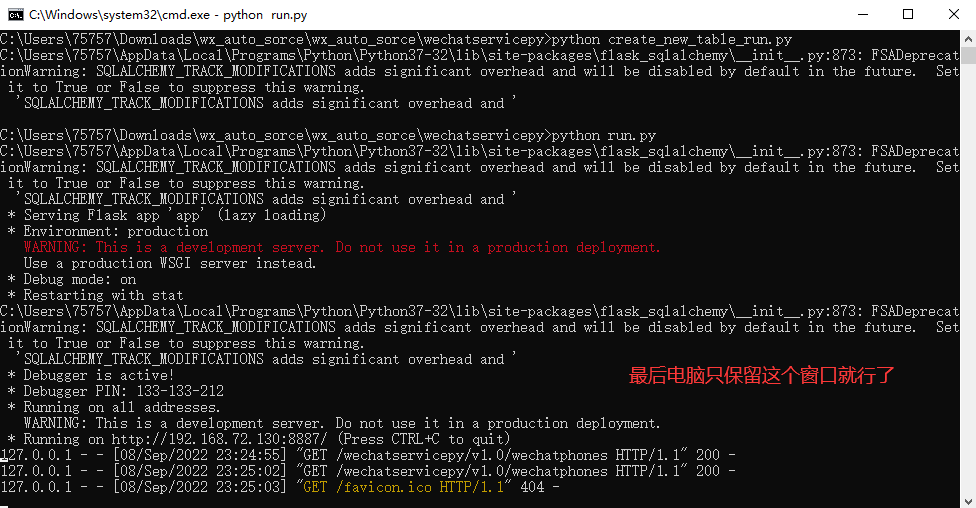 C:\Windows\system32\cmd.exe - python  run.py
C:\Users\75757\Downloads\wx_auto_sorce\wx_auto_sorce\wechatservicepy>python create_new_table_run.py
C:\Users\75757\AppData\Local\Programs\Python\Python37-32\lib\site-packages\flask_sqlalchemy\__init__.py:873: FSADeprecat
ionWarning: SQLALCHEMY_TRACK_MODIFICATIONS adds significant overhead and will be disabled by default in the future.  Set
 it to True or False to suppress this warning.
  'SQLALCHEMY_TRACK_MODIFICATIONS adds significant overhead and '
C:\Users\75757\Downloads\wx_auto_sorce\wx_auto_sorce\wechatservicepy>python run.py
C:\Users\75757\AppData\Local\Programs\Python\Python37-32\lib\site-packages\flask_sqlalchemy\__init__.py:873: FSADeprecat
ionWarning: SQLALCHEMY_TRACK_MODIFICATIONS adds significant overhead and will be disabled by default in the future.  Set
 it to True or False to suppress this warning.
  'SQLALCHEMY_TRACK_MODIFICATIONS adds significant overhead and '
 * Serving Flask app 'app' (lazy loading)
 * Environment: production
   WARNING: This is a development server. Do not use it in a production deployment.
   Use a production WSGI server instead.
 * Debug mode: on
 * Restarting with stat
C:\Users\75757\AppData\Local\Programs\Python\Python37-32\lib\site-packages\flask_sqlalchemy\__init__.py:873: FSADeprecat
ionWarning: SQLALCHEMY_TRACK_MODIFICATIONS adds significant overhead and will be disabled by default in the future.  Set
 it to True or False to suppress this warning.
  'SQLALCHEMY_TRACK_MODIFICATIONS adds significant overhead and '
 * Debugger is active!
最后电脑只保留这个窗口就行了
 * Debugger PIN: 133-133-212
 * Running on all addresses.
   WARNING: This is a development server. Do not use it in a production deployment.
 * Running on http://192.168.72.130:8887/ (Press CTRL+C to quit)
127.0.0.1 - - [08/Sep/2022 23:24:55] "GET /wechatservicepy/v1.0/wechatphones HTTP/1.1" 200 -
127.0.0.1 - - [08/Sep/2022 23:25:02] "GET /wechatservicepy/v1.0/wechatphones HTTP/1.1" 200 -
127.0.0.1 - - [08/Sep/2022 23:25:03] "GET /favicon.ico HTTP/1.1" 404 -